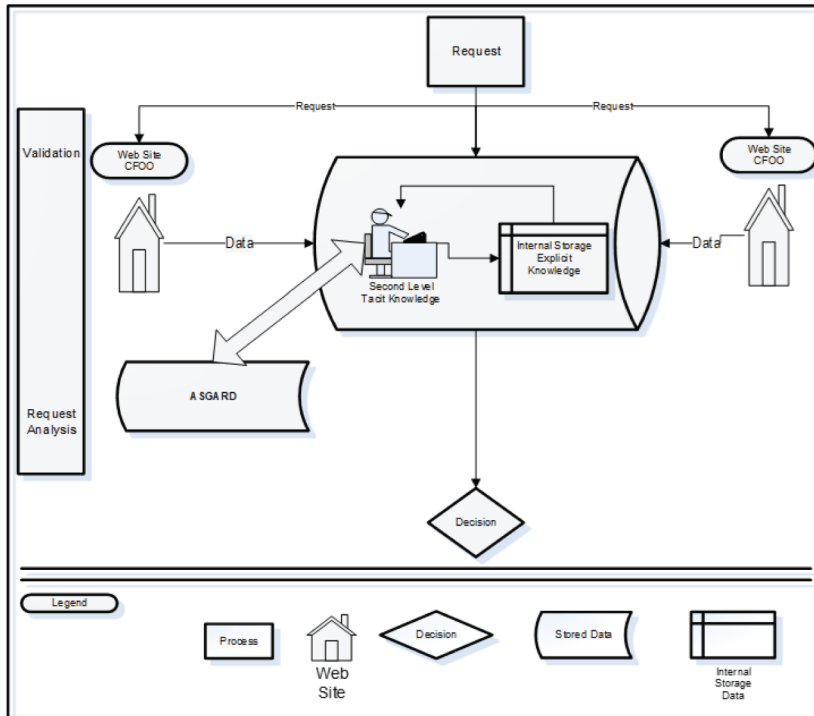 Request
Request
Request
Validation
Web Site
CFOO
Web Site
CFOO
Data
Data
Internal Storage
Explicit
Knowledge
Second Level
Tacit Knowledge
ASGARD
Request
Analysis
Decision
Legend
Process
Web
Site
Decision
Stored Data
Internal
Storage
Data